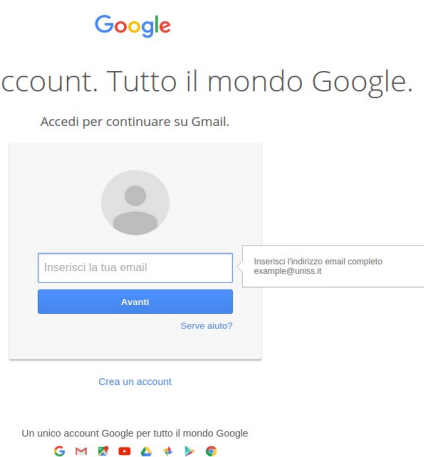 Google
ccount. Tutto il mondo Google.
Accedi per continuare su Gmail.
Inserisci la tua email
Inserisci l'indirizzo email completo
example@uniss.it
Avanti
Serve aiuto?
Crea un account
Un unico account Google per tutto il mondo Google